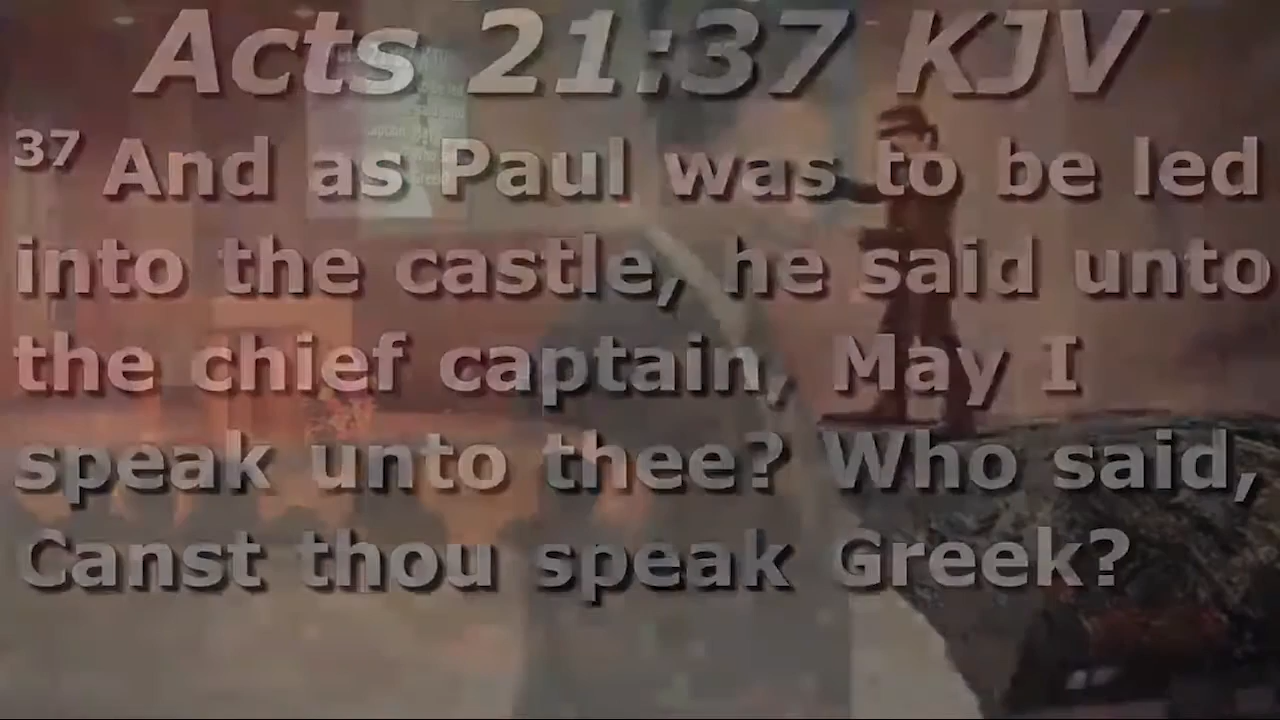 Acts 21:37 KJV
37 And as Paul was to be led
into the castle, he said unto
the chief captain, May I
speak unto thee? Who said,
Canst thou speak Greek?